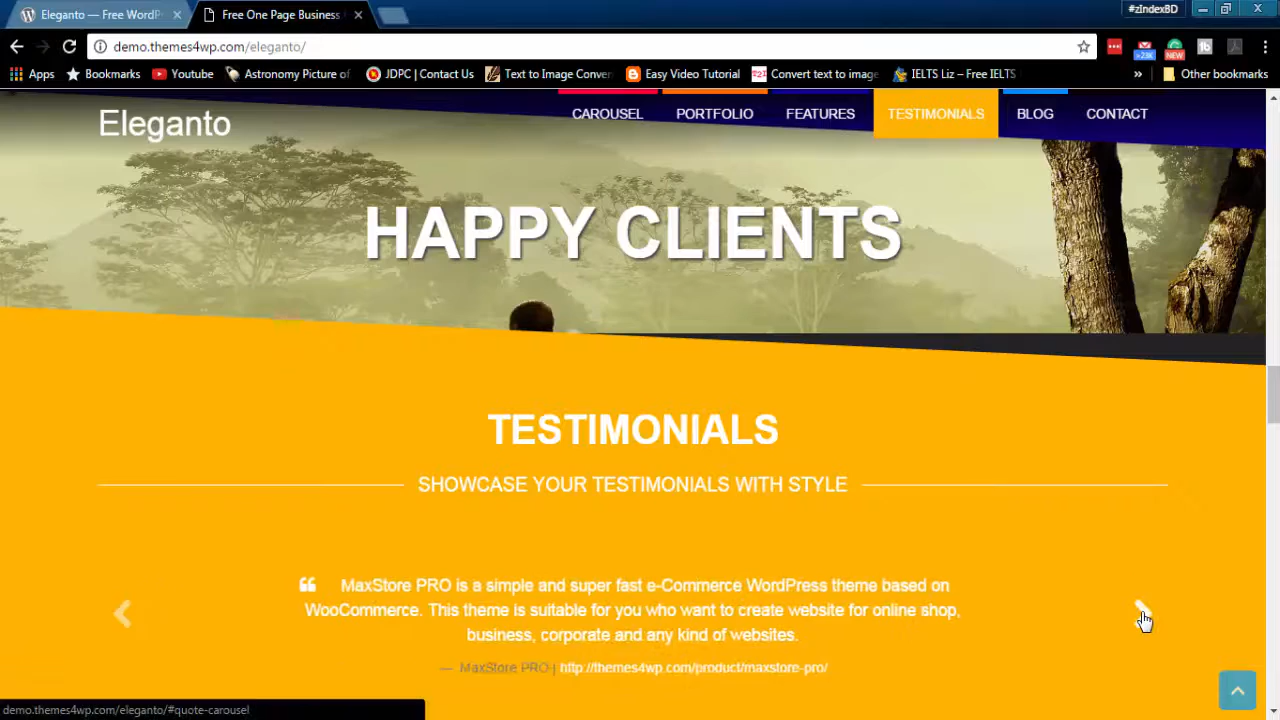 Eleganto — Free WordPr
Free One Page Business
#zIndexBD
demo.themes4wp.com/eleganto/
>23K
NEW
Apps
Bookmarks
Youtube
Astronomy Picture of
JDPC | Contact Us
Text to Image Conver
Easy Video Tutorial
Convert text to image
IELTS Liz – Free IELTS
»
Other bookmarks
Eleganto
CAROUSEL
PORTFOLIO
FEATURES
TESTIMONIALS
BLOG
CONTACT
HAPPY CLIENTS
TESTIMONIALS
SHOWCASE YOUR TESTIMONIALS WITH STYLE
MaxStore PRO is a simple and super fast e-Commerce WordPress theme based on
WooCommerce. This theme is suitable for you who want to create website for online shop,
business, corporate and any kind of websites.
— MaxStore PRO | http://themes4wp.com/product/maxstore-pro/
demo.themes4wp.com/eleganto/#quote-carousel